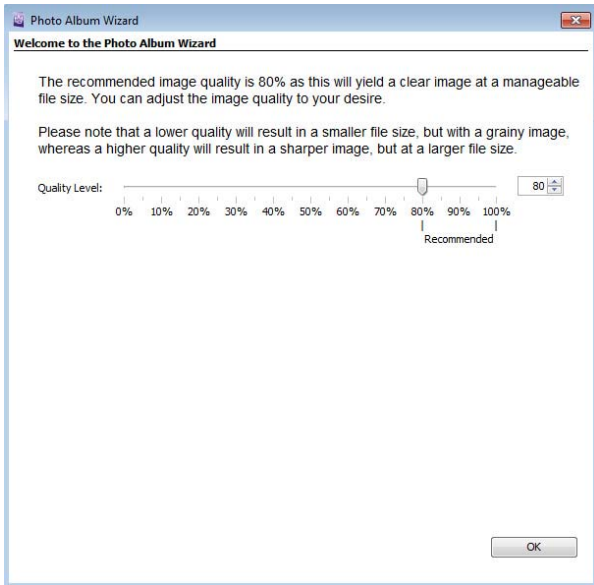 Photo Album Wizard
Welcome to the Photo Album Wizard
The recommended image quality is 80% as this will yield a clear image at a manageable
file size. You can adjust the image quality to your desire.
Please note that a lower quality will result in a smaller file size, but with a grainy image,
whereas a higher quality will result in a sharper image, but at a larger file size.
Quality Level: 80
0% 10% 20% 30% 40% 50% 60% 70% 80% 90% 100%
Recommended
OK